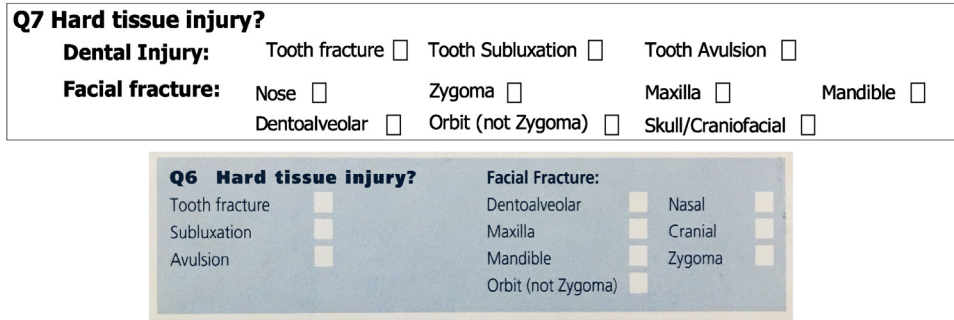 Q7 Hard tissue injury?
Dental Injury: Tooth fracture Tooth Subluxation Tooth Avulsion
Facial fracture: Nose Zygoma Maxilla Mandible
Dentoalveolar Orbit (not Zygoma) Skull/Craniofacial
Q6 Hard tissue injury? Facial Fracture:
Tooth fracture Dentoalveolar Nasal
Subluxation Maxilla Cranial
Avulsion Mandible Zygoma
Orbit (not Zygoma)